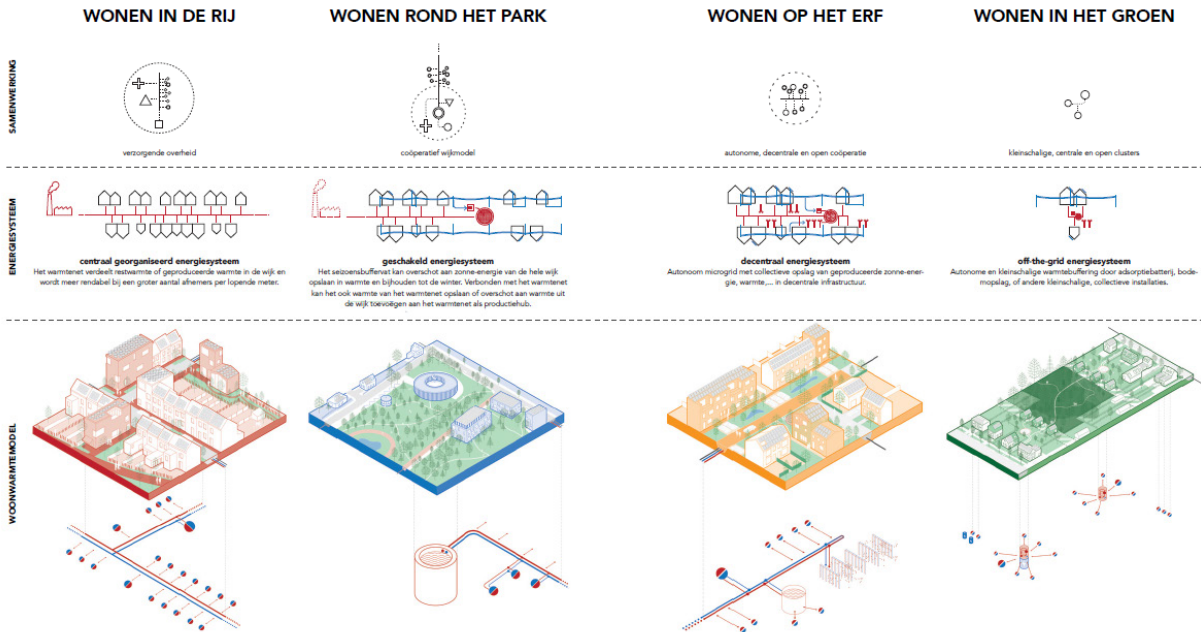 WONEN IN DE RIJ
WONEN ROND HET PARK
WONEN OP HET ERF
WONEN IN HET GROEN
SAMENWERKING
verzorgende overheid
coöperatief wijkmodel
autonome, decentrale en open coöperatie
kleinschalige, centrale en open clusters
ENERGIESYSTEEM
centraal georganiseerd energiesysteem
Het warmtenet verdeelt restwarmte of geproduceerde warmte in de wijk en
wordt meer rendabel bij een groter aantal afnemers per lopende meter.
geschakeld energiesysteem
Het seizoensbuffervat kan overschot aan zonne-energie van de hele wijk
opslaan in warmte en bijhouden tot de winter. Verbonden met het warmtenet
kan het ook warmte van het warmtenet opslaan of overschot aan warmte uit
de wijk toevoegen aan het warmtenet als productiehub.
decentraal energiesysteem
Autonoom microgrid met collectieve opslag van geproduceerde zonne-ener-
gie, warmte,... in decentrale infrastructuur.
off-the-grid energiesysteem
Autonome en kleinschalige warmtebuffering door adsorptiebatterij, bode-
mopslag, of andere kleinschalige, collectieve installaties.
WOONWARMTEMODEL